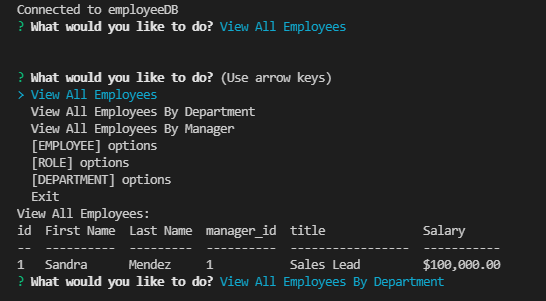 Connected to employeeDB
? What would you like to do? View All Employees
? What would you like to do? (Use arrow keys)
> View All Employees
View All Employees By Department
View All Employees By Manager
[EMPLOYEE] options
[ROLE] options
[DEPARTMENT] options
Exit
View All Employees:
id  First Name  Last Name  manager_id  title              Salary
--  ----------  ---------  ----------  -----------------  -----------
1   Sandra      Mendez     1           Sales Lead         $100,000.00
? What would you like to do? View All Employees By Department